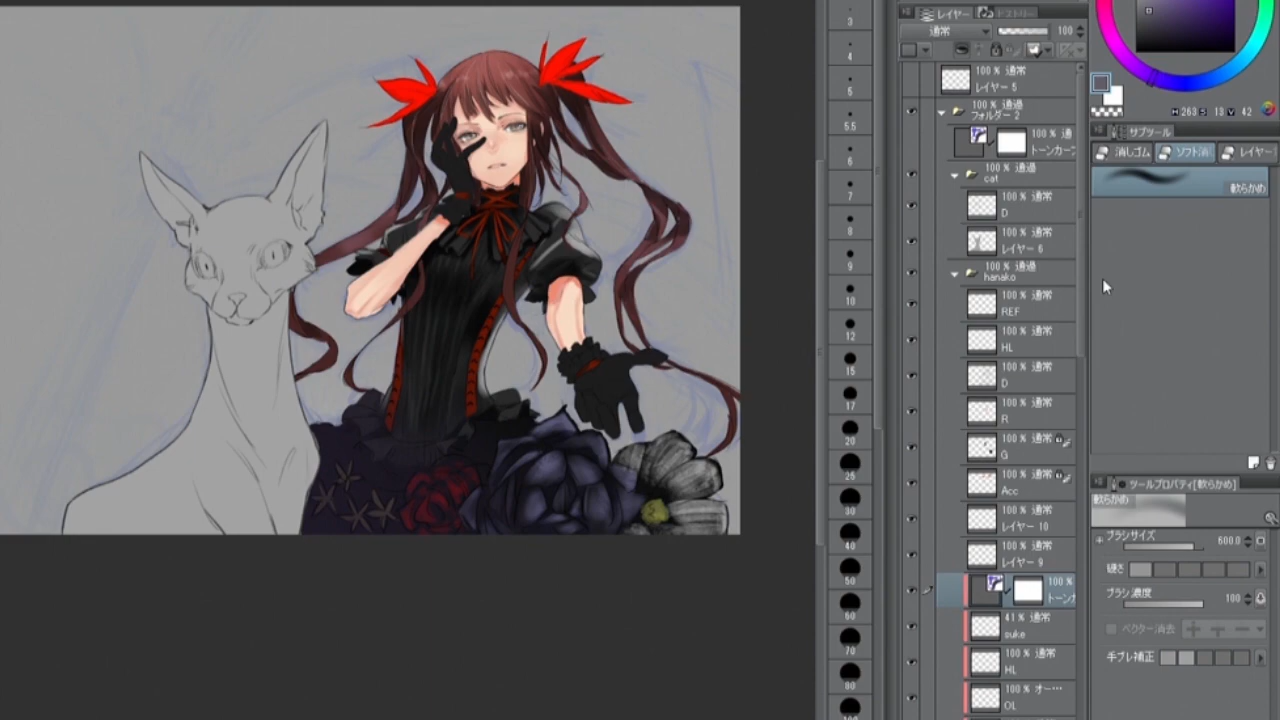 3
4
5
5.5
6
7
8
9
10
12
15
17
20
25
30
40
50
60
70
80
レイヤー
ヒストリー
通常
100
100 % 通常
レイヤー 5
100 % 通過
フォルダー 2
100 % 通
トーンカーブ
100 % 通過
cat
100 % 通常
D
100 % 通常
レイヤー 6
100 % 通過
hanako
100 % 通常
REF
100 % 通常
HL
100 % 通常
D
100 % 通常
R
100 % 通常
G
100 % 通常
Acc
100 % 通常
レイヤー 10
100 % 通常
レイヤー 9
100 %
トーンカ
41 % 通常
suke
100 % 通常
HL
100 % オー…
OL
H 263 S 13 V 42
サブツール
消しゴム
ソフト消
レイヤー
軟らかめ
ツールプロパティ[軟らかめ]
軟らかめ
ブラシサイズ
600.0
硬さ
ブラシ濃度
100
ベクター消去
手ブレ補正